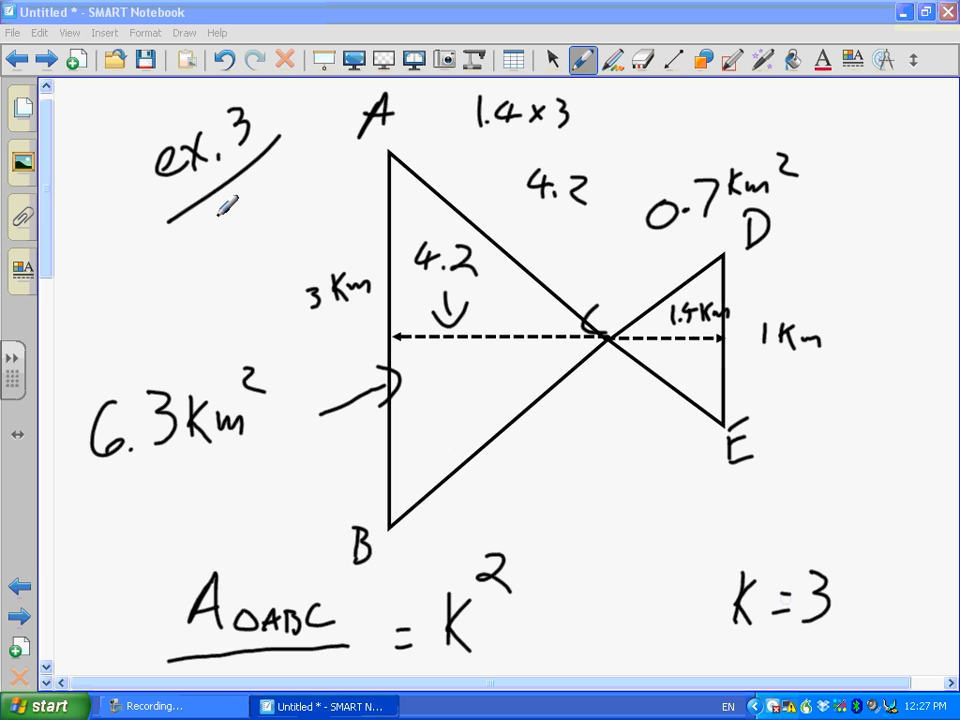 Untitled * - SMART Notebook
File Edit View Insert Format Draw Help
ex. 3
A
1.4 x 3
4.2
0.7 Km²
D
4.2
3 Km
C
1.4 Km
1 Km
6.3 Km²
E
B
A△ABC = K²
K = 3
start
Recording...
Untitled * - SMART N...
EN
12:27 PM